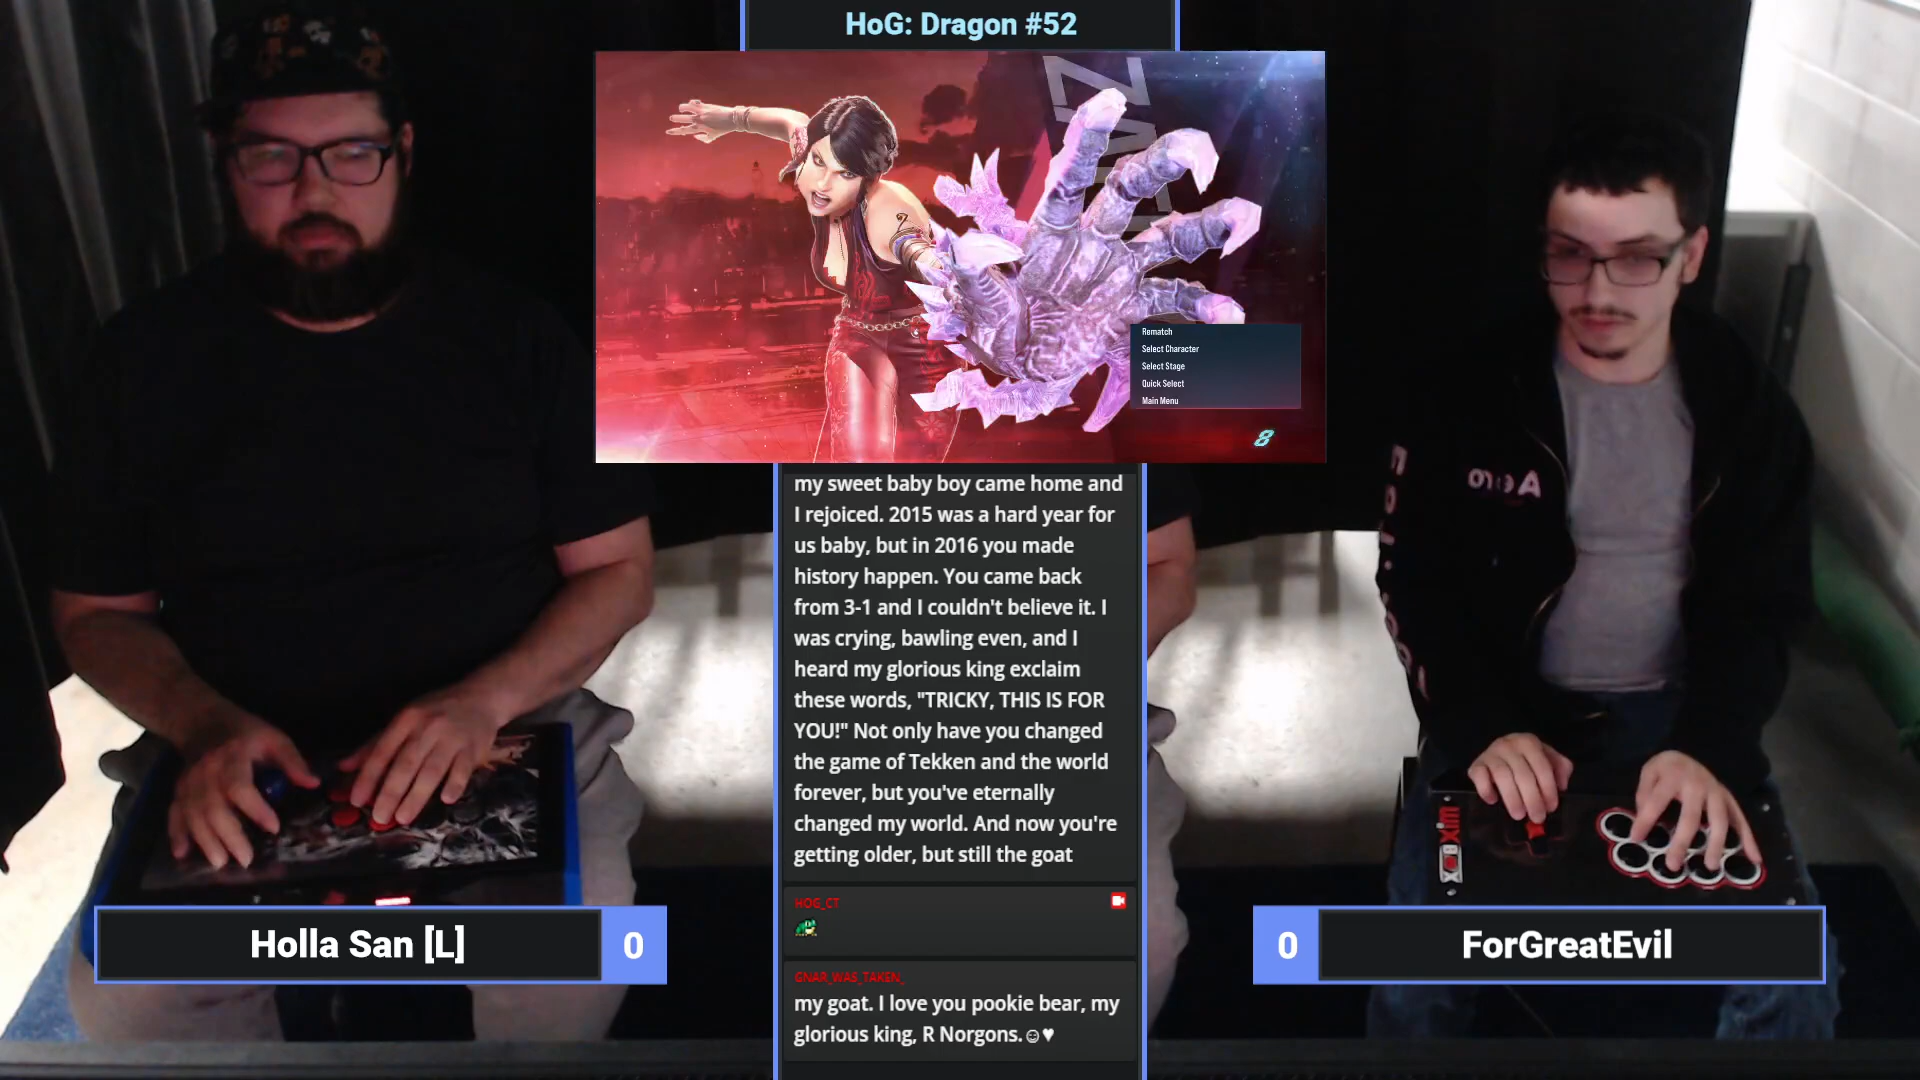 HoG: Dragon #52
Rematch
Select Character
Select Stage
Quick Select
Main Menu
8
my sweet baby boy came home and
I rejoiced. 2015 was a hard year for
us baby, but in 2016 you made
history happen. You came back
from 3-1 and I couldn't believe it. I
was crying, bawling even, and I
heard my glorious king exclaim
these words, "TRICKY, THIS IS FOR
YOU!" Not only have you changed
the game of Tekken and the world
forever, but you've eternally
changed my world. And now you're
getting older, but still the goat
HOG_CT
GNAR_WAS_TAKEN_
my goat. I love you pookie bear, my
glorious king, R Norgons.☺♥
Aero
XBOXIM
Holla San [L]
0
0
ForGreatEvil